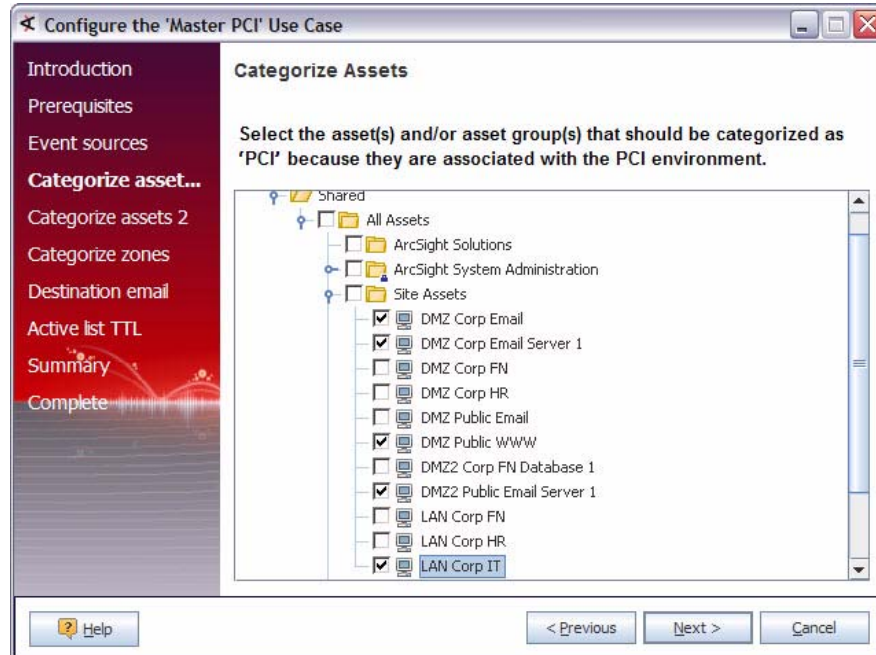 Configure the 'Master PCI' Use Case
Introduction
Prerequisites
Event sources
Categorize asset...
Categorize assets 2
Categorize zones
Destination email
Active list TTL
Summary
Complete
Categorize Assets
Select the asset(s) and/or asset group(s) that should be categorized as
'PCI' because they are associated with the PCI environment.
Shared
All Assets
ArcSight Solutions
ArcSight System Administration
Site Assets
DMZ Corp Email
DMZ Corp Email Server 1
DMZ Corp FN
DMZ Corp HR
DMZ Public Email
DMZ Public WWW
DMZ2 Corp FN Database 1
DMZ2 Public Email Server 1
LAN Corp FN
LAN Corp HR
LAN Corp IT
Help
< Previous
Next >
Cancel